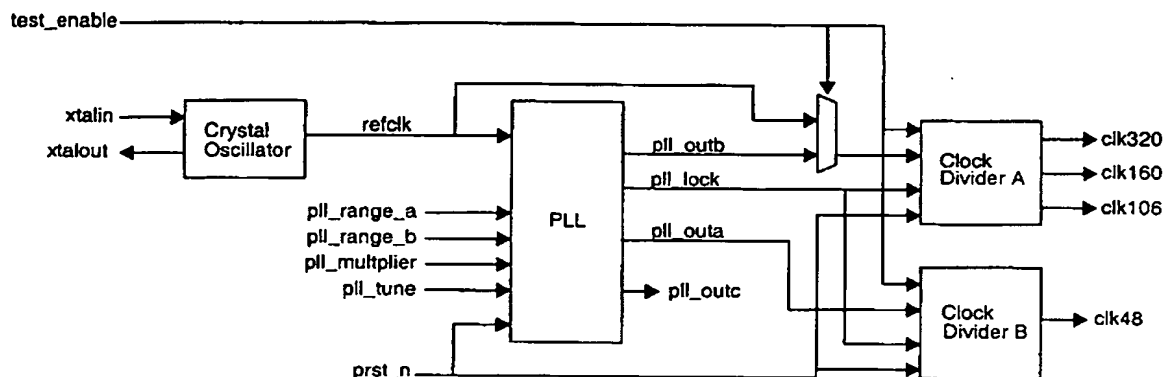 test_enable
xtalin
xtalout
Crystal
Oscillator
refclk
PLL
pll_range_a
pll_range_b
pll_multplier
pll_tune
prst_n
pll_outb
pll_lock
pll_outa
pll_outc
Clock
Divider A
clk320
clk160
clk106
Clock
Divider B
clk48